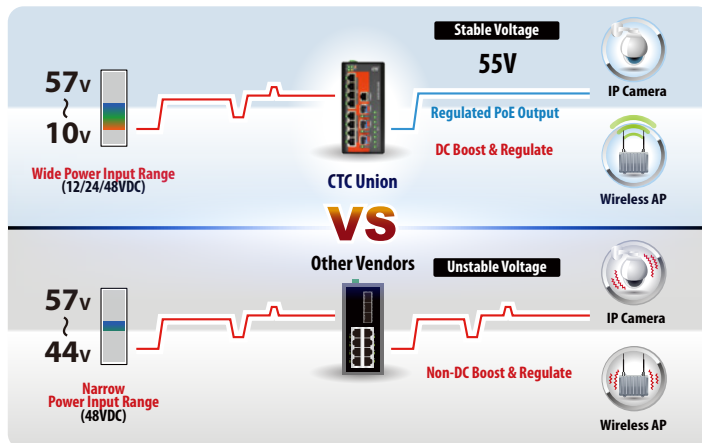 Stable Voltage
57v
~
10v
55V
IP Camera
Regulated PoE Output
DC Boost & Regulate
Wide Power Input Range
(12/24/48VDC)
CTC Union
Wireless AP
VS
Other Vendors
Unstable Voltage
57v
~
44v
IP Camera
Non-DC Boost & Regulate
Narrow
Power Input Range
(48VDC)
Wireless AP